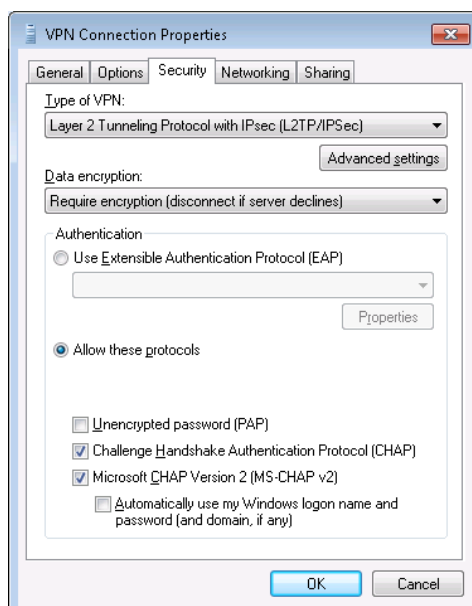 VPN Connection Properties
General Options Security Networking Sharing
Type of VPN:
Layer 2 Tunneling Protocol with IPsec (L2TP/IPSec)
Advanced settings
Data encryption:
Require encryption (disconnect if server declines)
Authentication
Use Extensible Authentication Protocol (EAP)
Properties
Allow these protocols
Unencrypted password (PAP)
Challenge Handshake Authentication Protocol (CHAP)
Microsoft CHAP Version 2 (MS-CHAP v2)
Automatically use my Windows logon name and
password (and domain, if any)
OK Cancel